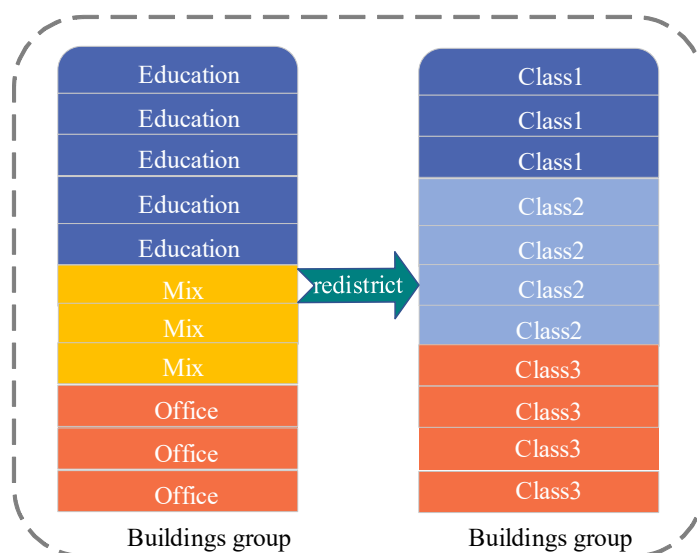 Education
Education
Education
Education
Education
Mix
Mix
Mix
Office
Office
Office
Buildings group
redistrict
Class1
Class1
Class1
Class2
Class2
Class2
Class2
Class3
Class3
Class3
Class3
Buildings group